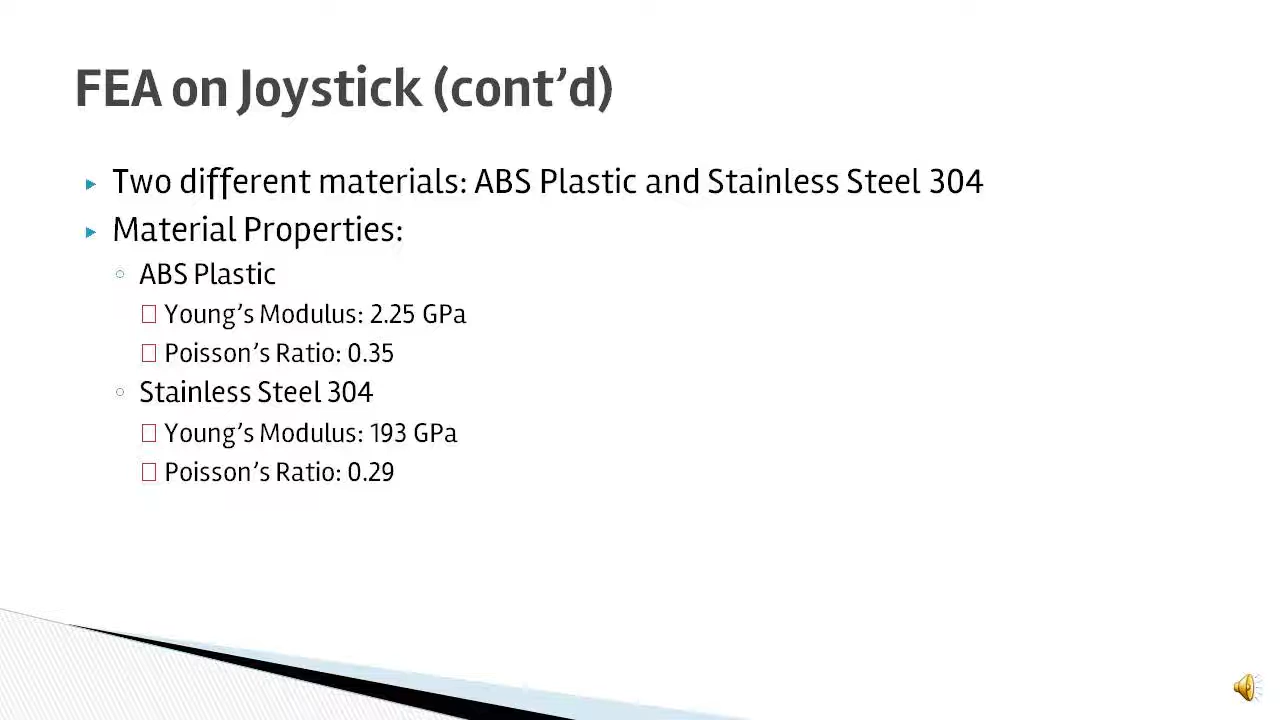 FEA on Joystick (cont’d)
Two different materials: ABS Plastic and Stainless Steel 304
Material Properties:
ABS Plastic
Young’s Modulus: 2.25 GPa
Poisson’s Ratio: 0.35
Stainless Steel 304
Young’s Modulus: 193 GPa
Poisson’s Ratio: 0.29